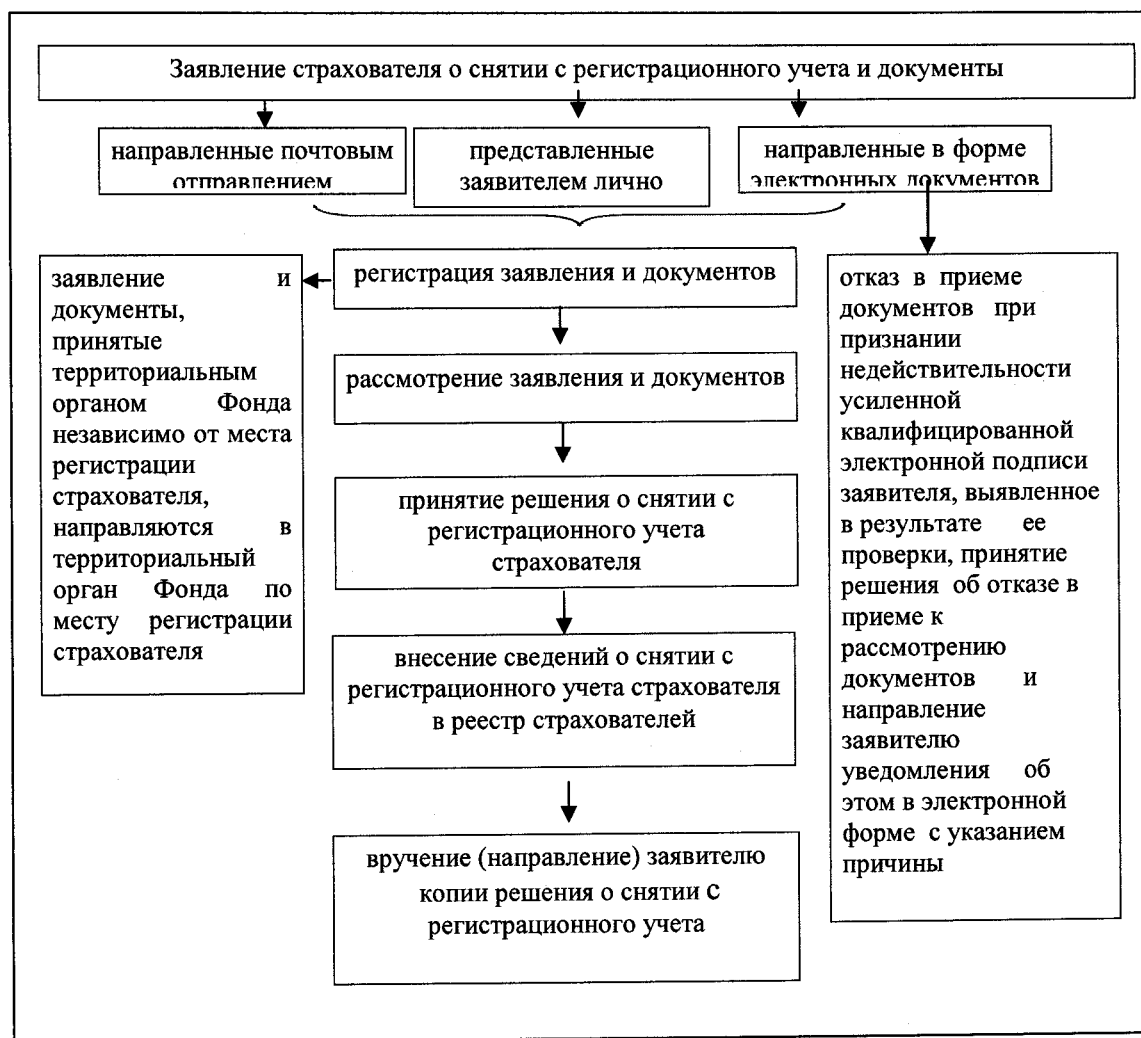 Заявление страхователя о снятии с регистрационного учета и документы
направленные почтовым
отправлением
представленные
заявителем лично
направленные в форме
электронных документов
регистрация заявления и документов
заявление и
документы,
принятые
территориальным
органом Фонда
независимо от места
регистрации
страхователя,
направляются в
территориальный
орган Фонда по
месту регистрации
страхователя
рассмотрение заявления и документов
принятие решения о снятии с
регистрационного учета
страхователя
внесение сведений о снятии с
регистрационного учета страхователя
в реестр страхователей
вручение (направление) заявителю
копии решения о снятии с
регистрационного учета
отказ в приеме
документов при
признании
недействительности
усиленной
квалифицированной
электронной подписи
заявителя, выявленное
в результате ее
проверки, принятие
решения об отказе в
приеме к
рассмотрению
документов и
направление
заявителю
уведомления об
этом в электронной
форме с указанием
причины